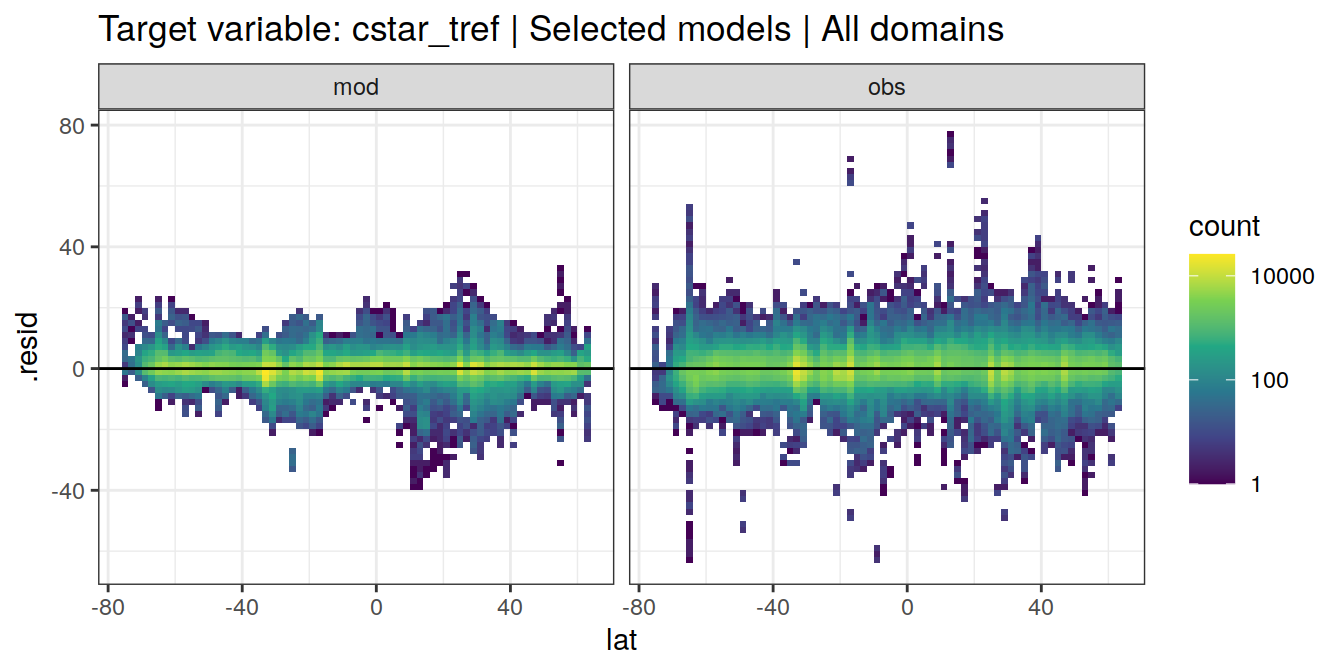 Target variable: cstar_tref | Selected models | All domains
mod
obs
80
40
0
-40
.resid
-80
-40
0
40
-80
-40
0
40
lat
count
10000
100
1